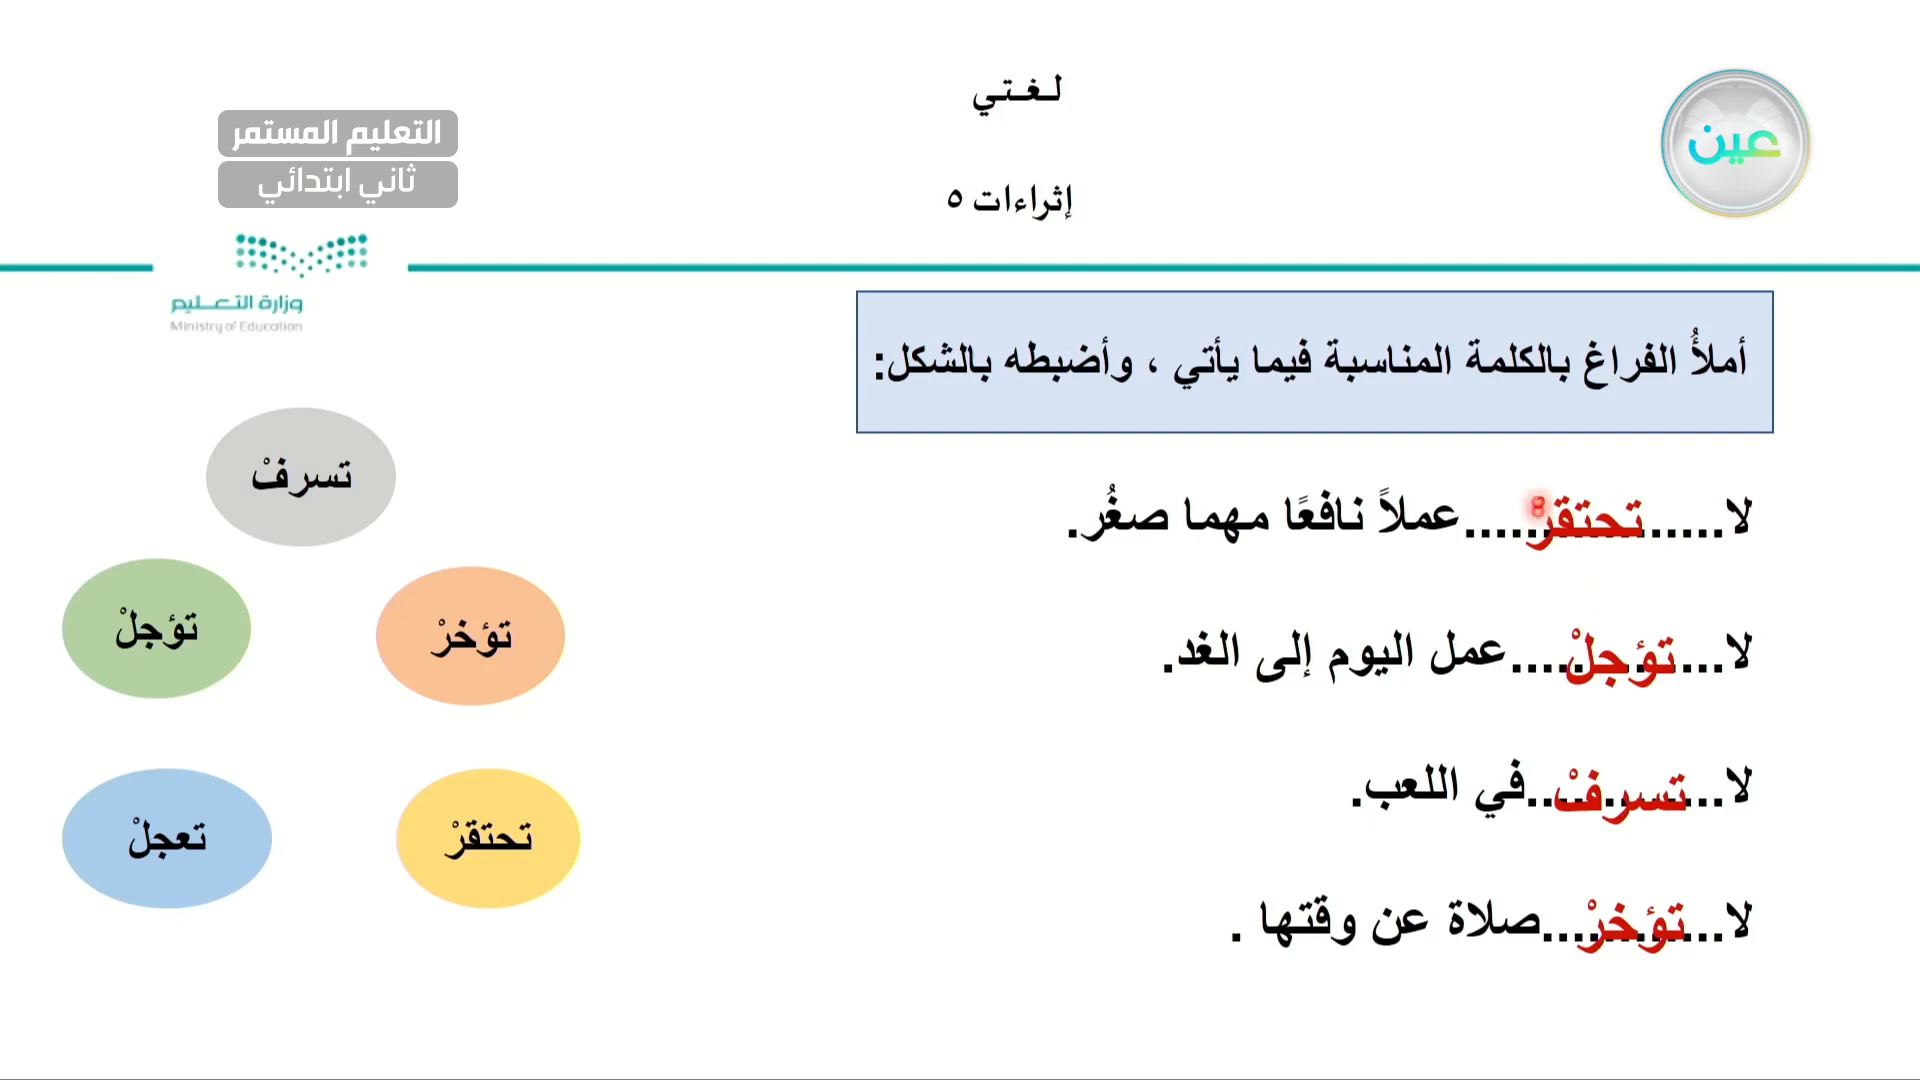 لـغـتـي
إثراءات ٥
عين
التعليم المستمر
ثاني ابتدائي
وزارة التعـــليم
Ministry of Education
أملأُ الفراغ بالكلمة المناسبة فيما يأتي ، وأضبطه بالشكل:
لا.....تحتقرْ.....عملاً نافعًا مهما صغُر.
لا...تؤجلْ....عمل اليوم إلى الغد.
لا...تسرفْ..في اللعب.
لا...تؤخرْ...صلاة عن وقتها .
تسرفْ
تؤخرْ
تؤجلْ
تحتقرْ
تعجلْ